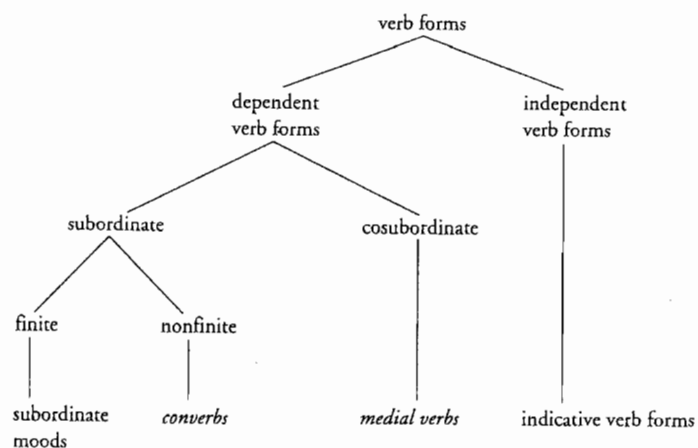 verb forms
dependent
verb forms
independent
verb forms
subordinate
cosubordinate
finite
nonfinite
subordinate
moods
converbs
medial verbs
indicative verb forms